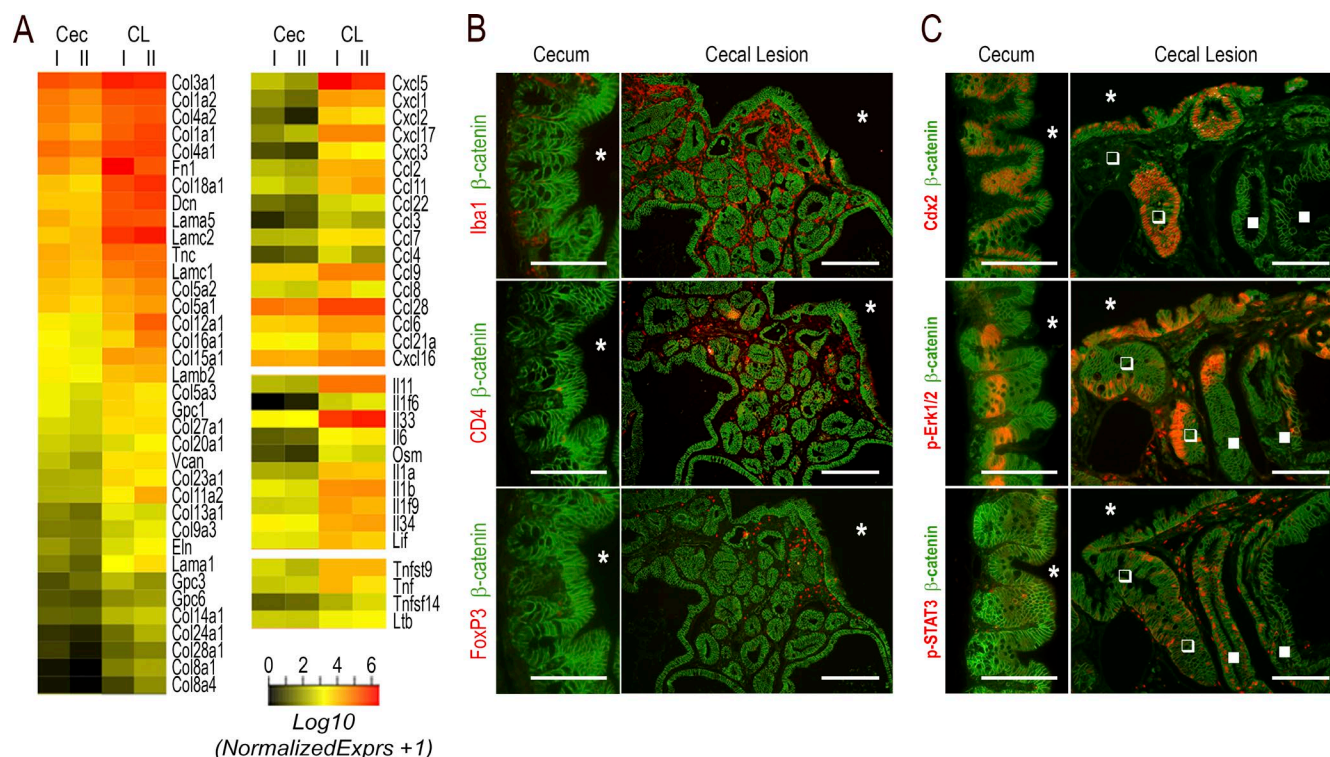 A
Cec CL
I II I II
Col3a1
Col1a2
Col4a2
Col1a1
Col4a1
Fn1
Col18a1
Dcn
Lama5
Lamc2
Tnc
Lamc1
Col5a2
Col5a1
Col12a1
Col16a1
Col15a1
Lamb2
Col5a3
Gpc1
Col27a1
Col20a1
Vcan
Col23a1
Col11a2
Col13a1
Col9a3
Eln
Lama1
Gpc3
Gpc6
Col14a1
Col24a1
Col28a1
Col8a1
Col8a4
Cec CL
I II I II
Cxcl5
Cxcl1
Cxcl2
Cxcl17
Cxcl3
Ccl2
Ccl11
Ccl22
Ccl3
Ccl7
Ccl4
Ccl9
Ccl8
Ccl28
Ccl6
Ccl21a
Cxcl16
Il11
Il1f6
Il33
Il6
Osm
Il1a
Il1b
Il1f9
Il34
Lif
Tnfst9
Tnf
Tnfsf14
Ltb
0 2 4 6
Log10
(NormalizedExprs +1)
B
Cecum Cecal Lesion
Iba1 β-catenin
* *
CD4 β-catenin
* *
FoxP3 β-catenin
* *
C
Cecum Cecal Lesion
Cdx2 β-catenin
* *
p-Erk1/2 β-catenin
* *
p-STAT3 β-catenin
* *